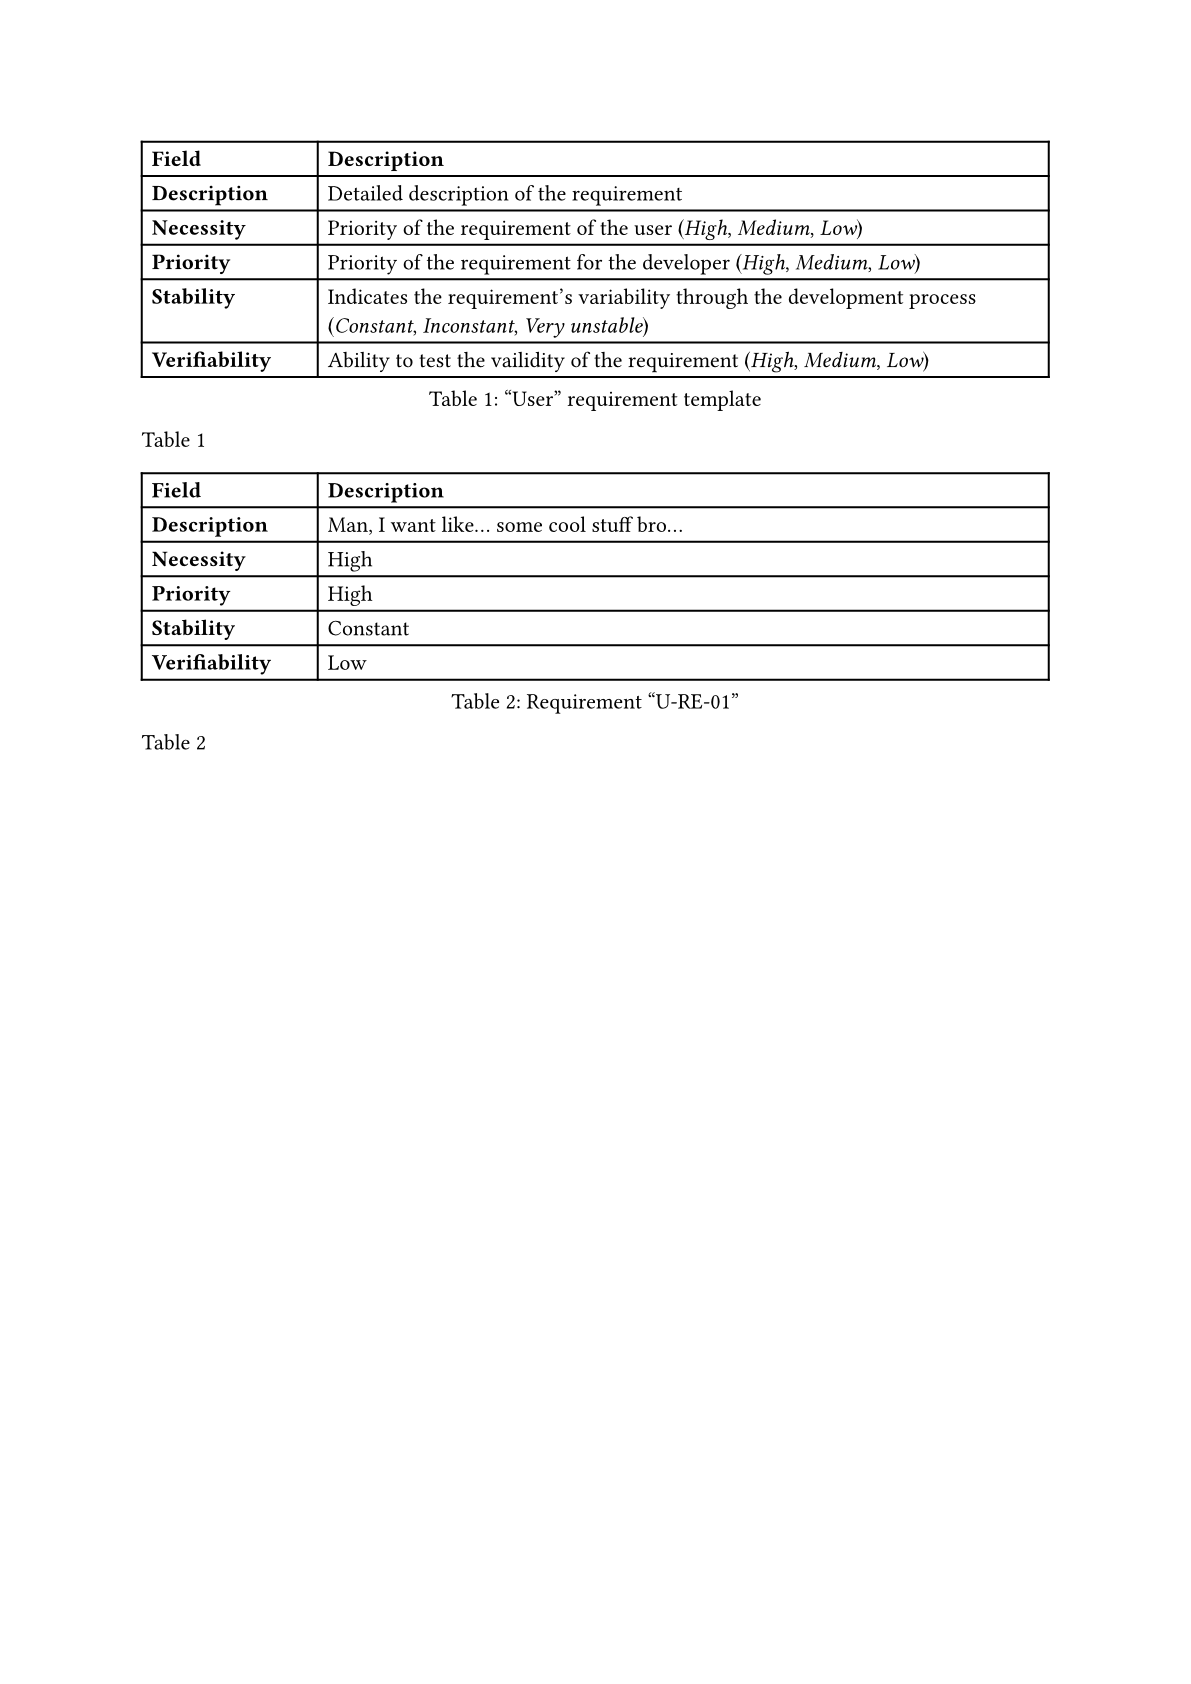 Field Description
Description Detailed description of the requirement
Necessity Priority of the requirement of the user (High, Medium, Low)
Priority Priority of the requirement for the developer (High, Medium, Low)
Stability Indicates the requirement’s variability through the development process
(Constant, Inconstant, Very unstable)
Verifiability Ability to test the vailidity of the requirement (High, Medium, Low)
Table 1: “User” requirement template
Table 1
Field Description
Description Man, I want like… some cool stuff bro…
Necessity High
Priority High
Stability Constant
Verifiability Low
Table 2: Requirement “U-RE-01”
Table 2